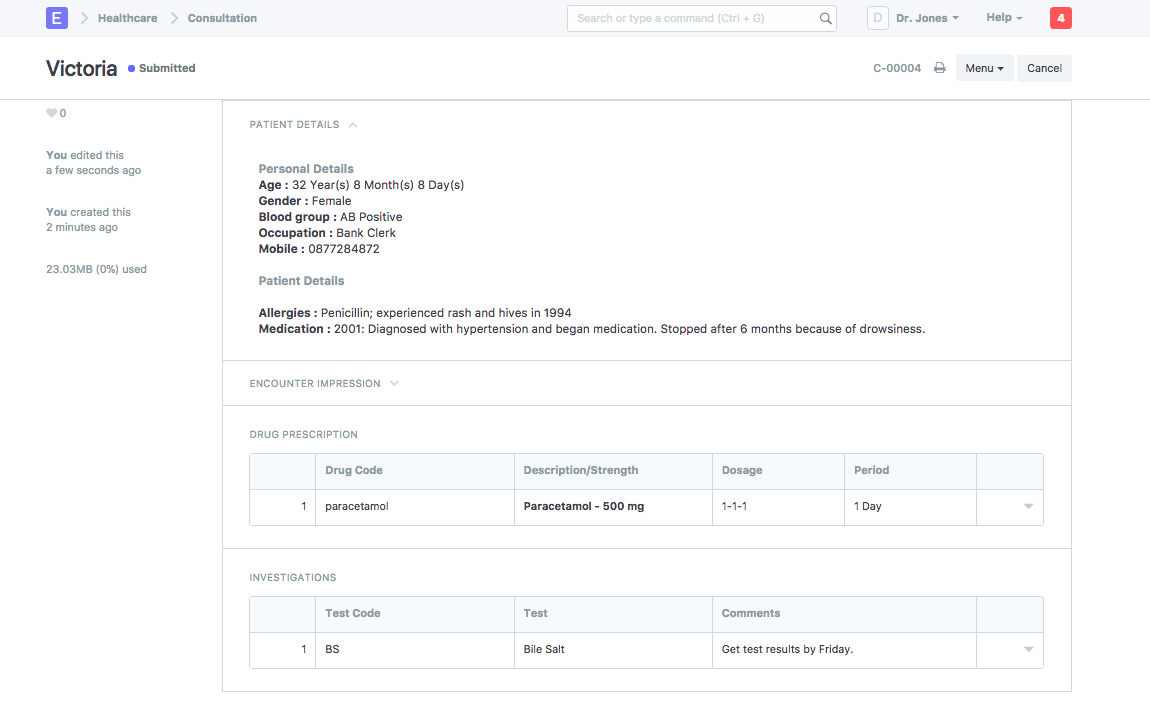 E Healthcare Consultation Search or type a command (Ctrl + G) D Dr. Jones Help 4
Victoria Submitted C-00004 Menu Cancel
0
You edited this
a few seconds ago
You created this
2 minutes ago
23.03MB (0%) used
PATIENT DETAILS
Personal Details
Age : 32 Year(s) 8 Month(s) 8 Day(s)
Gender : Female
Blood group : AB Positive
Occupation : Bank Clerk
Mobile : 0877284872
Patient Details
Allergies : Penicillin; experienced rash and hives in 1994
Medication : 2001: Diagnosed with hypertension and began medication. Stopped after 6 months because of drowsiness.
ENCOUNTER IMPRESSION
DRUG PRESCRIPTION
Drug Code Description/Strength Dosage Period
1 paracetamol Paracetamol - 500 mg 1-1-1 1 Day
INVESTIGATIONS
Test Code Test Comments
1 BS Bile Salt Get test results by Friday.